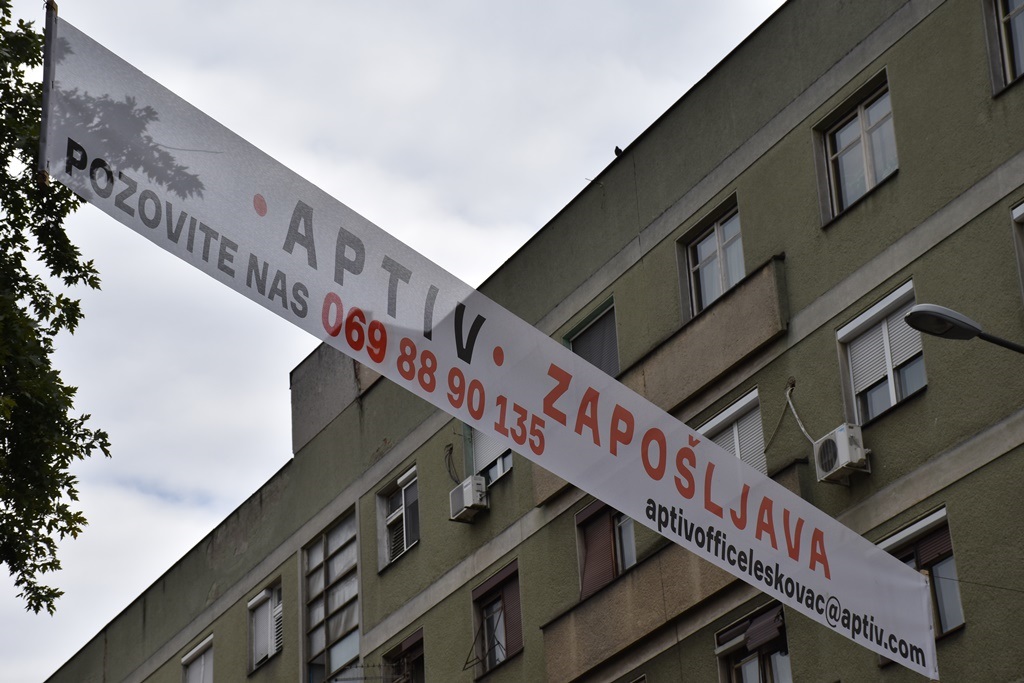 • APTIV • ZAPOŠLJAVA
POZOVITE NAS 069 88 90 135 aptivofficeleskovac@aptiv.com